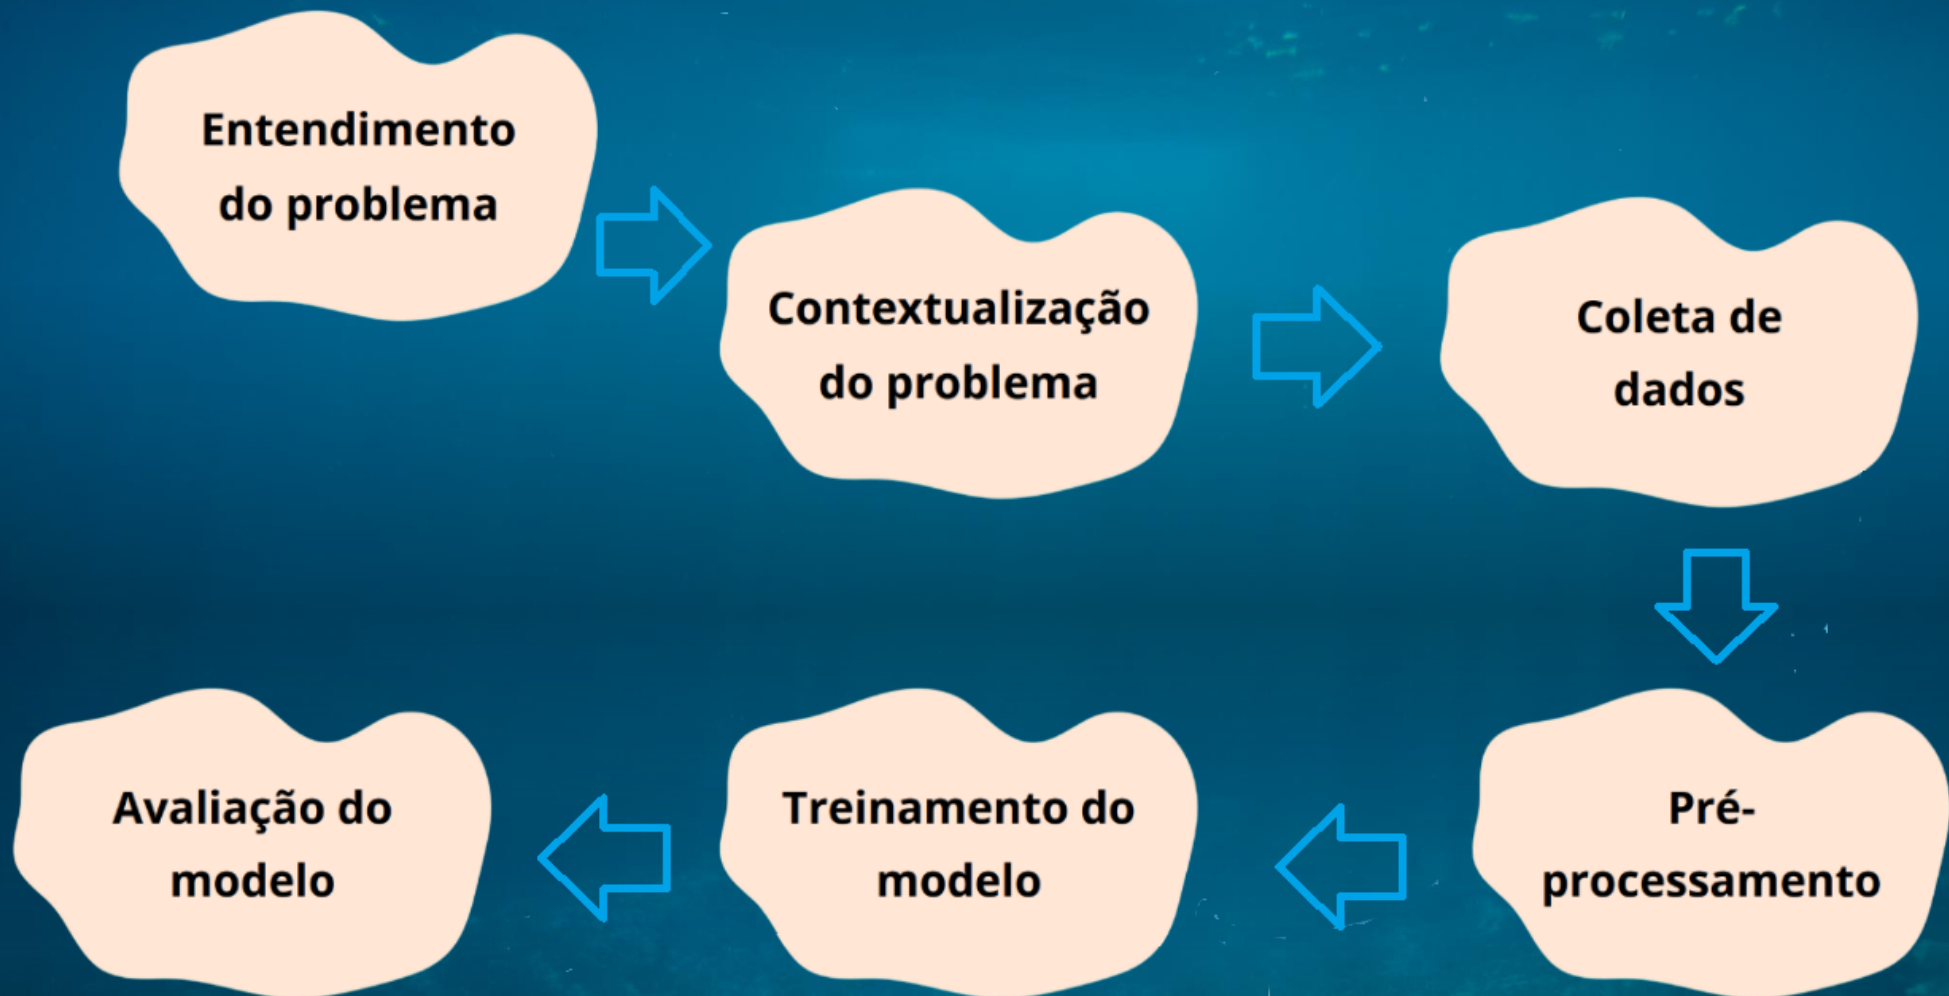 Entendimento
do problema
Contextualização
do problema
Coleta de
dados
Pré-
processamento
Treinamento do
modelo
Avaliação do
modelo